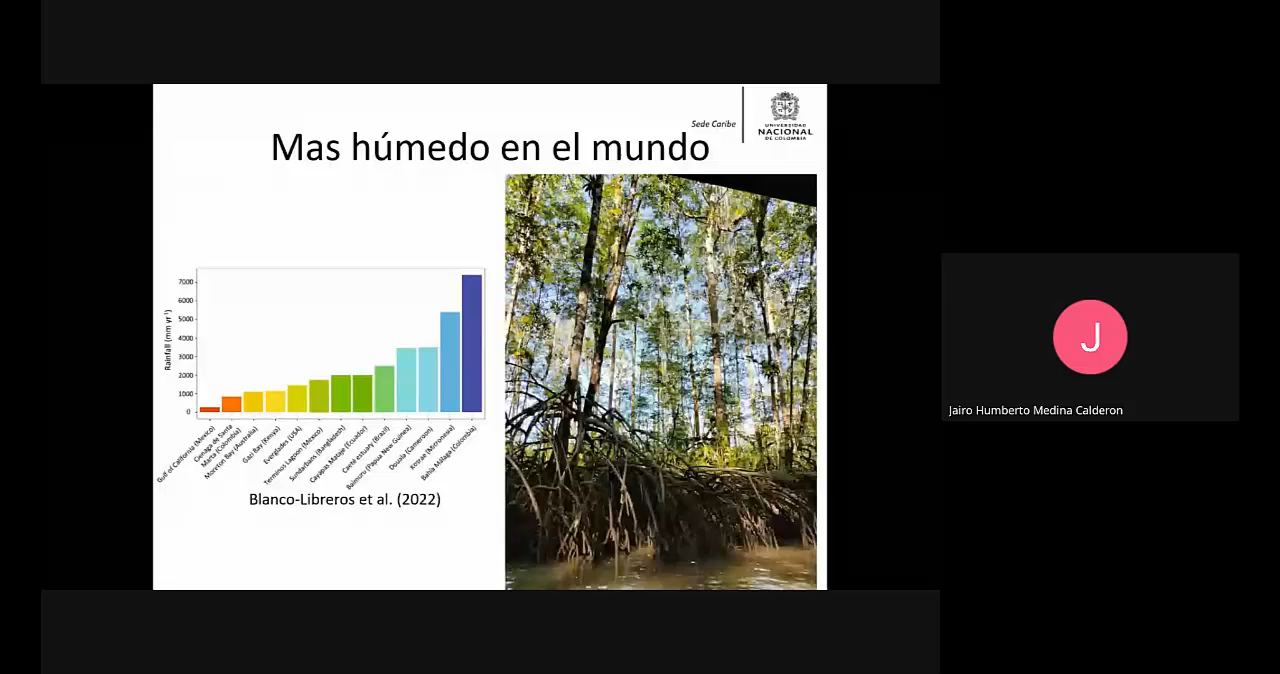 Sede Caribe
UNIVERSIDAD
NACIONAL
DE COLOMBIA
Mas húmedo en el mundo
Rainfall (mm yr⁻¹)
7000
6000
5000
4000
3000
2000
1000
0
Gulf of California (Mexico)
Cienaga de Santa
Marta (Colombia)
Moreton Bay (Australia)
Gazi Bay (Kenya)
Everglades (USA)
Terminos Lagoon (Mexico)
Sundarbans (Bangladesh)
Cayapas Mataje (Ecuador)
Caeté estuary (Brazil)
Baimuru (Papua New Guinea)
Douala (Cameroon)
Kosrae (Micronesia)
Bahía Málaga (Colombia)
Blanco-Libreros et al. (2022)
J
Jairo Humberto Medina Calderon